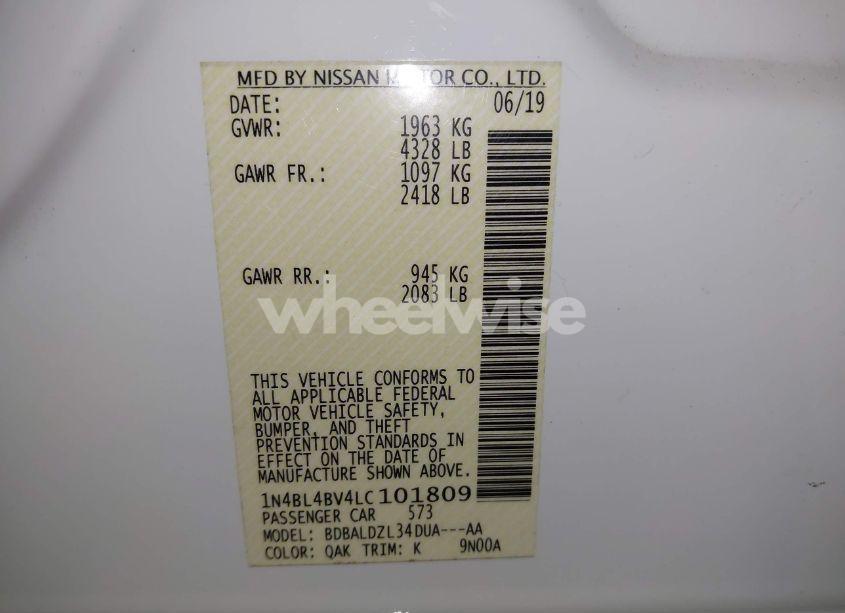 MFD BY NISSAN MOTOR CO., LTD.
DATE: 06/19
GVWR: 1963 KG
4328 LB
GAWR FR.: 1097 KG
2418 LB
GAWR RR.: 945 KG
2083 LB
wheelwise
THIS VEHICLE CONFORMS TO
ALL APPLICABLE FEDERAL
MOTOR VEHICLE SAFETY,
BUMPER, AND THEFT
PREVENTION STANDARDS IN
EFFECT ON THE DATE OF
MANUFACTURE SHOWN ABOVE.
1N4BL4BV4LC101809
PASSENGER CAR 573
MODEL: BDBALDZL34DUA---AA
COLOR: QAK TRIM: K 9N00A